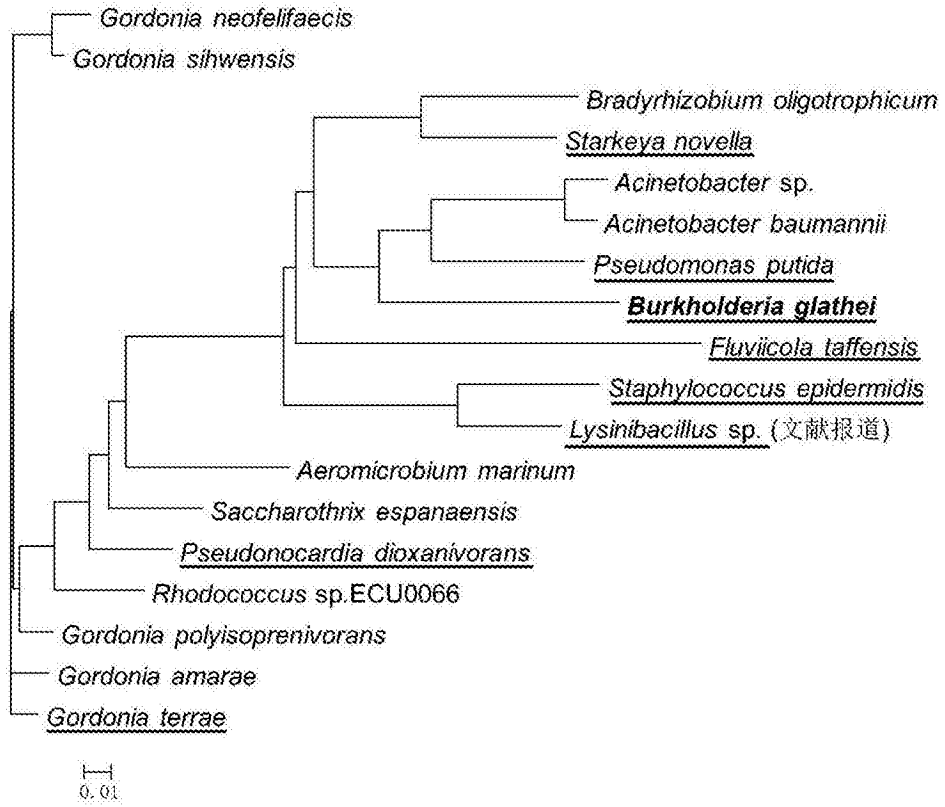 Gordonia neofelifaecis
Gordonia sihwensis
Bradyrhizobium oligotrophicum
Starkeya novella
Acinetobacter sp.
Acinetobacter baumannii
Pseudomonas putida
Burkholderia glathei
Fluviicola taffensis
Staphylococcus epidermidis
Lysinibacillus sp. (文献报道)
Aeromicrobium marinum
Saccharothrix espanaensis
Pseudonocardia dioxanivorans
Rhodococcus sp.ECU0066
Gordonia polyisoprenivorans
Gordonia amarae
Gordonia terrae
0.01